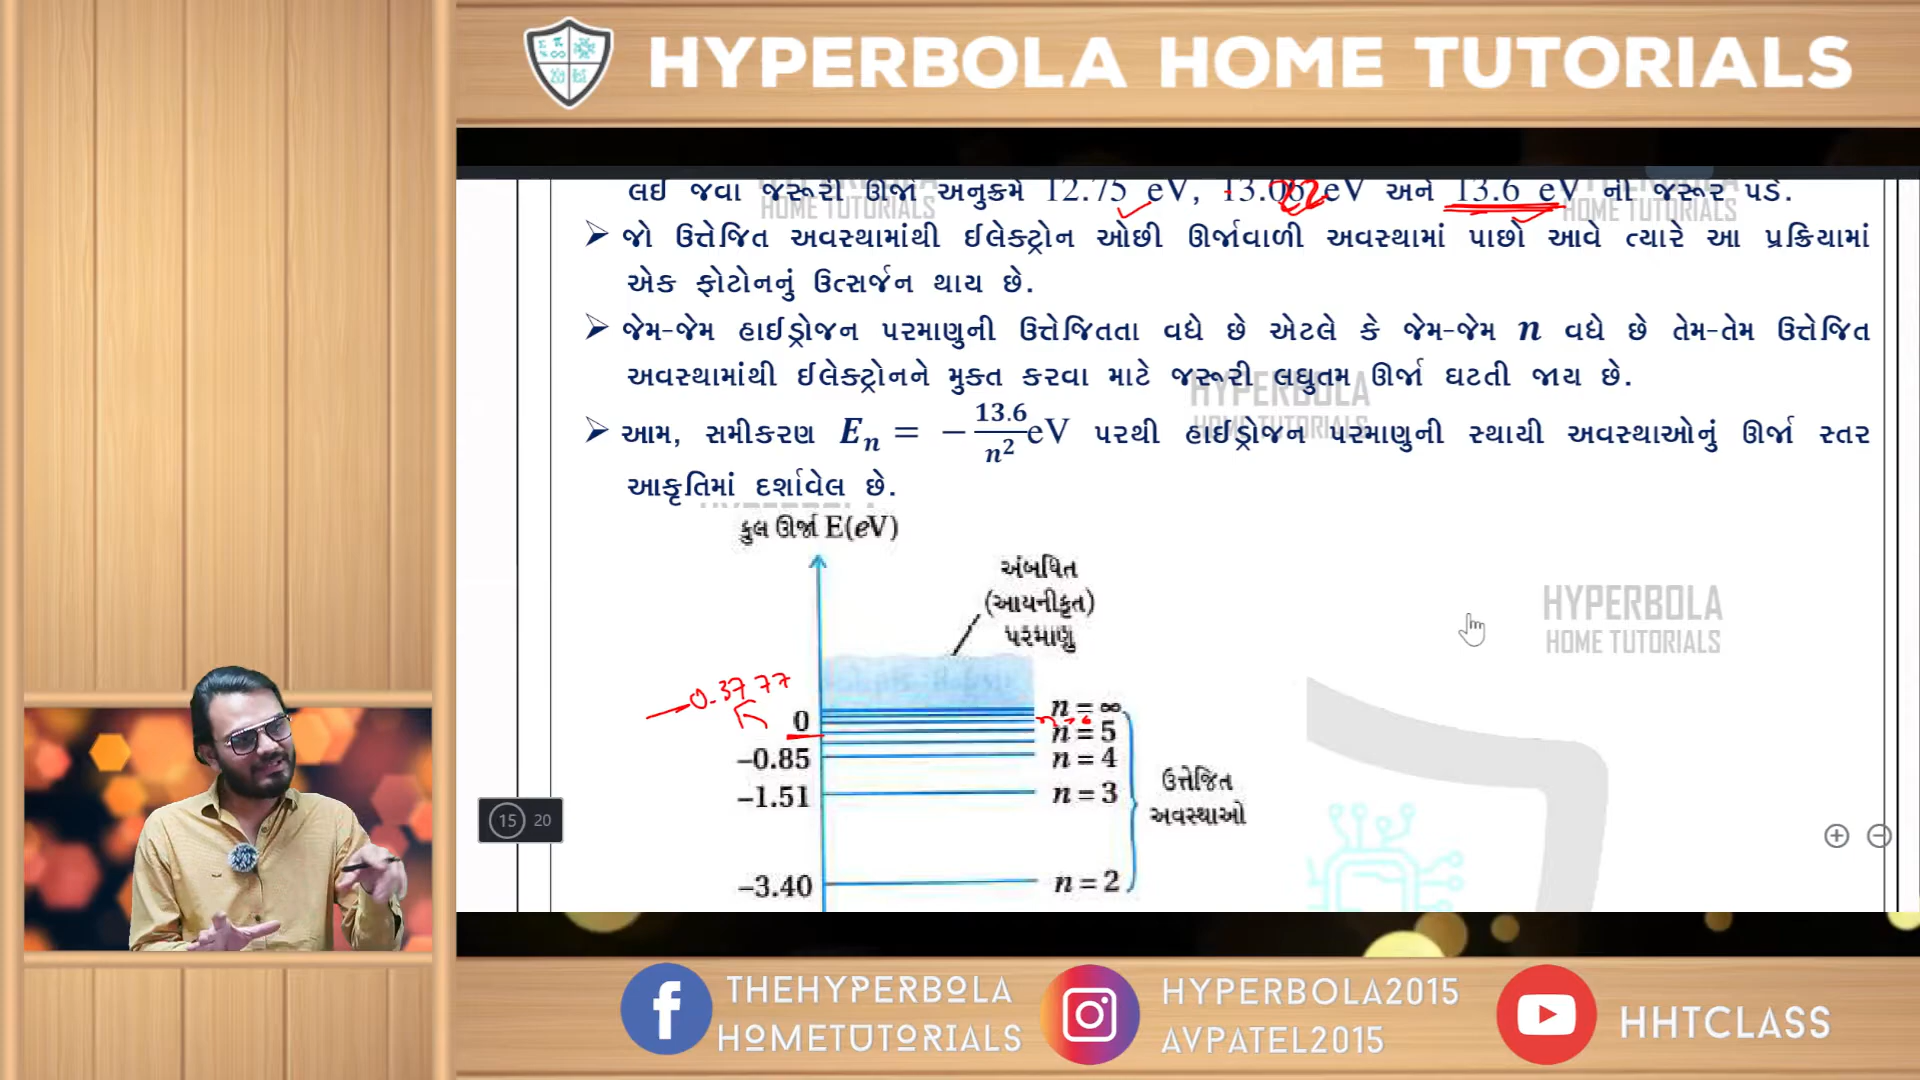 HYPERBOLA HOME TUTORIALS
લઈ જવા જરૂરી ઊર્જા અનુક્રમે 12.75 eV, 13.06 eV અને 13.6 eV ની જરૂર પડે.
22
➢ જો ઉત્તેજિત અવસ્થામાંથી ઈલેક્ટ્રોન ઓછી ઊર્જાવાળી અવસ્થામાં પાછો આવે ત્યારે આ પ્રક્રિયામાં
એક ફોટોનનું ઉત્સર્જન થાય છે.
➢ જેમ-જેમ હાઈડ્રોજન પરમાણુની ઉત્તેજિતતા વધે છે એટલે કે જેમ-જેમ n વધે છે તેમ-તેમ ઉત્તેજિત
અવસ્થામાંથી ઈલેક્ટ્રોનને મુક્ત કરવા માટે જરૂરી લઘુતમ ઊર્જા ઘટતી જાય છે.
➢ આમ, સમીકરણ Eₙ = −13.6/n² eV પરથી હાઈડ્રોજન પરમાણુની સ્થાયી અવસ્થાઓનું ઊર્જા સ્તર
આકૃતિમાં દર્શાવેલ છે.
કુલ ઊર્જા E(eV)
અંબધિત
(આયનીકૃત)
પરમાણુ
HYPERBOLA
HOME TUTORIALS
-0.3777
n = ∞
0
n = 6
n = 5
−0.85
n = 4
−1.51
n = 3
ઉત્તેજિત
અવસ્થાઓ
−3.40
n = 2
15 20
THEHYPERBOLA
HOMETUTORIALS
HYPERBOLA2015
AVPATEL2015
HHTCLASS